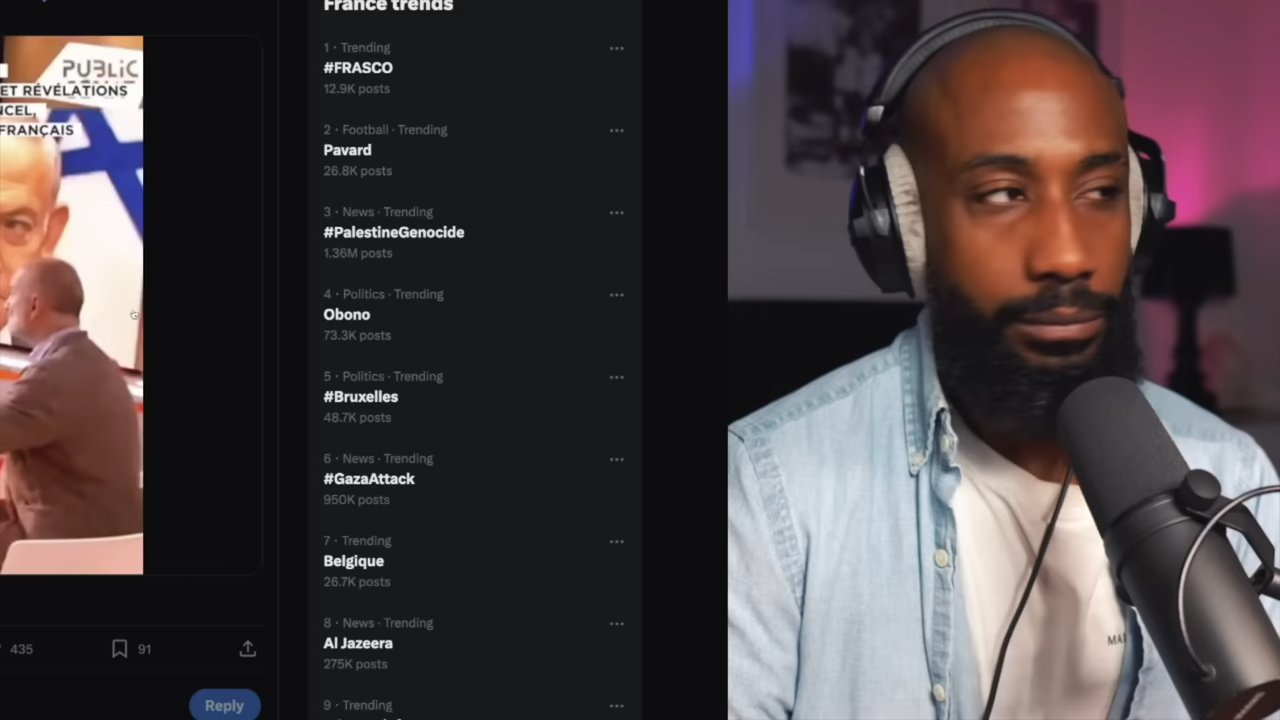 PUBLIC
ET RÉVÉLATIONS
NCEL,
FRANÇAIS
435
91
Reply
France trends
1 · Trending
#FRASCO
12.9K posts
2 · Football · Trending
Pavard
26.8K posts
3 · News · Trending
#PalestineGenocide
1.36M posts
4 · Politics · Trending
Obono
73.3K posts
5 · Politics · Trending
#Bruxelles
48.7K posts
6 · News · Trending
#GazaAttack
950K posts
7 · Trending
Belgique
26.7K posts
8 · News · Trending
Al Jazeera
275K posts
9 · Trending